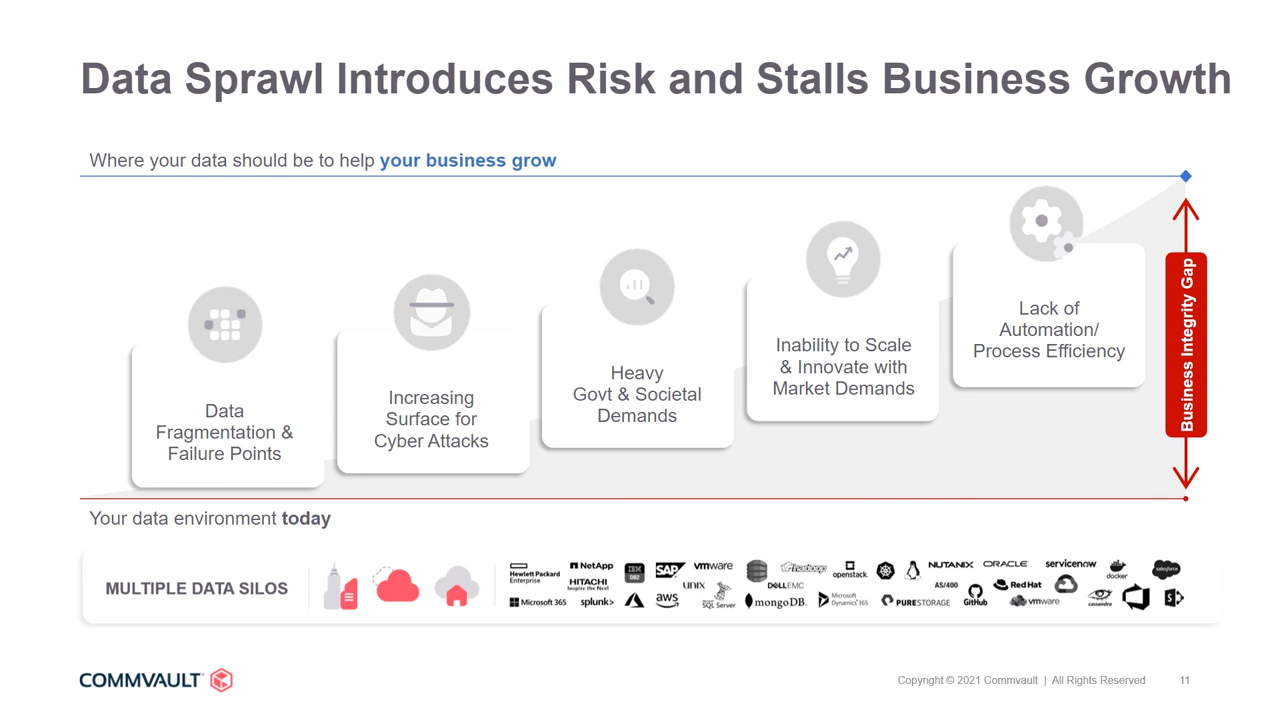 Data Sprawl Introduces Risk and Stalls Business Growth
Where your data should be to help your business grow
Data
Fragmentation &
Failure Points
Increasing
Surface for
Cyber Attacks
Heavy
Govt & Societal
Demands
Inability to Scale
& Innovate with
Market Demands
Lack of
Automation/
Process Efficiency
Business Integrity Gap
Your data environment today
MULTIPLE DATA SILOS
Hewlett Packard
Enterprise
NetApp
IBM
DB2
SAP
vmware
hadoop
openstack.
NUTANIX
ORACLE
servicenow
docker
salesforce
HITACHI
Inspire the Next
UNIX
DELLEMC
AS/400
Red Hat
Microsoft 365
splunk>
aws
SQL Server
mongoDB.
Microsoft
Dynamics 365
PURESTORAGE
GitHub
vmware
cassandra
S
COMMVAULT
Copyright © 2021 Commvault | All Rights Reserved
11